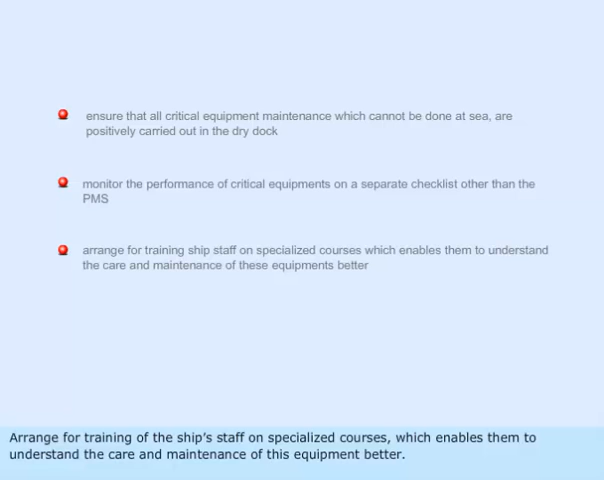 ensure that all critical equipment maintenance which cannot be done at sea, are
positively carried out in the dry dock
monitor the performance of critical equipments on a separate checklist other than the
PMS
arrange for training ship staff on specialized courses which enables them to understand
the care and maintenance of these equipments better
Arrange for training of the ship’s staff on specialized courses, which enables them to
understand the care and maintenance of this equipment better.